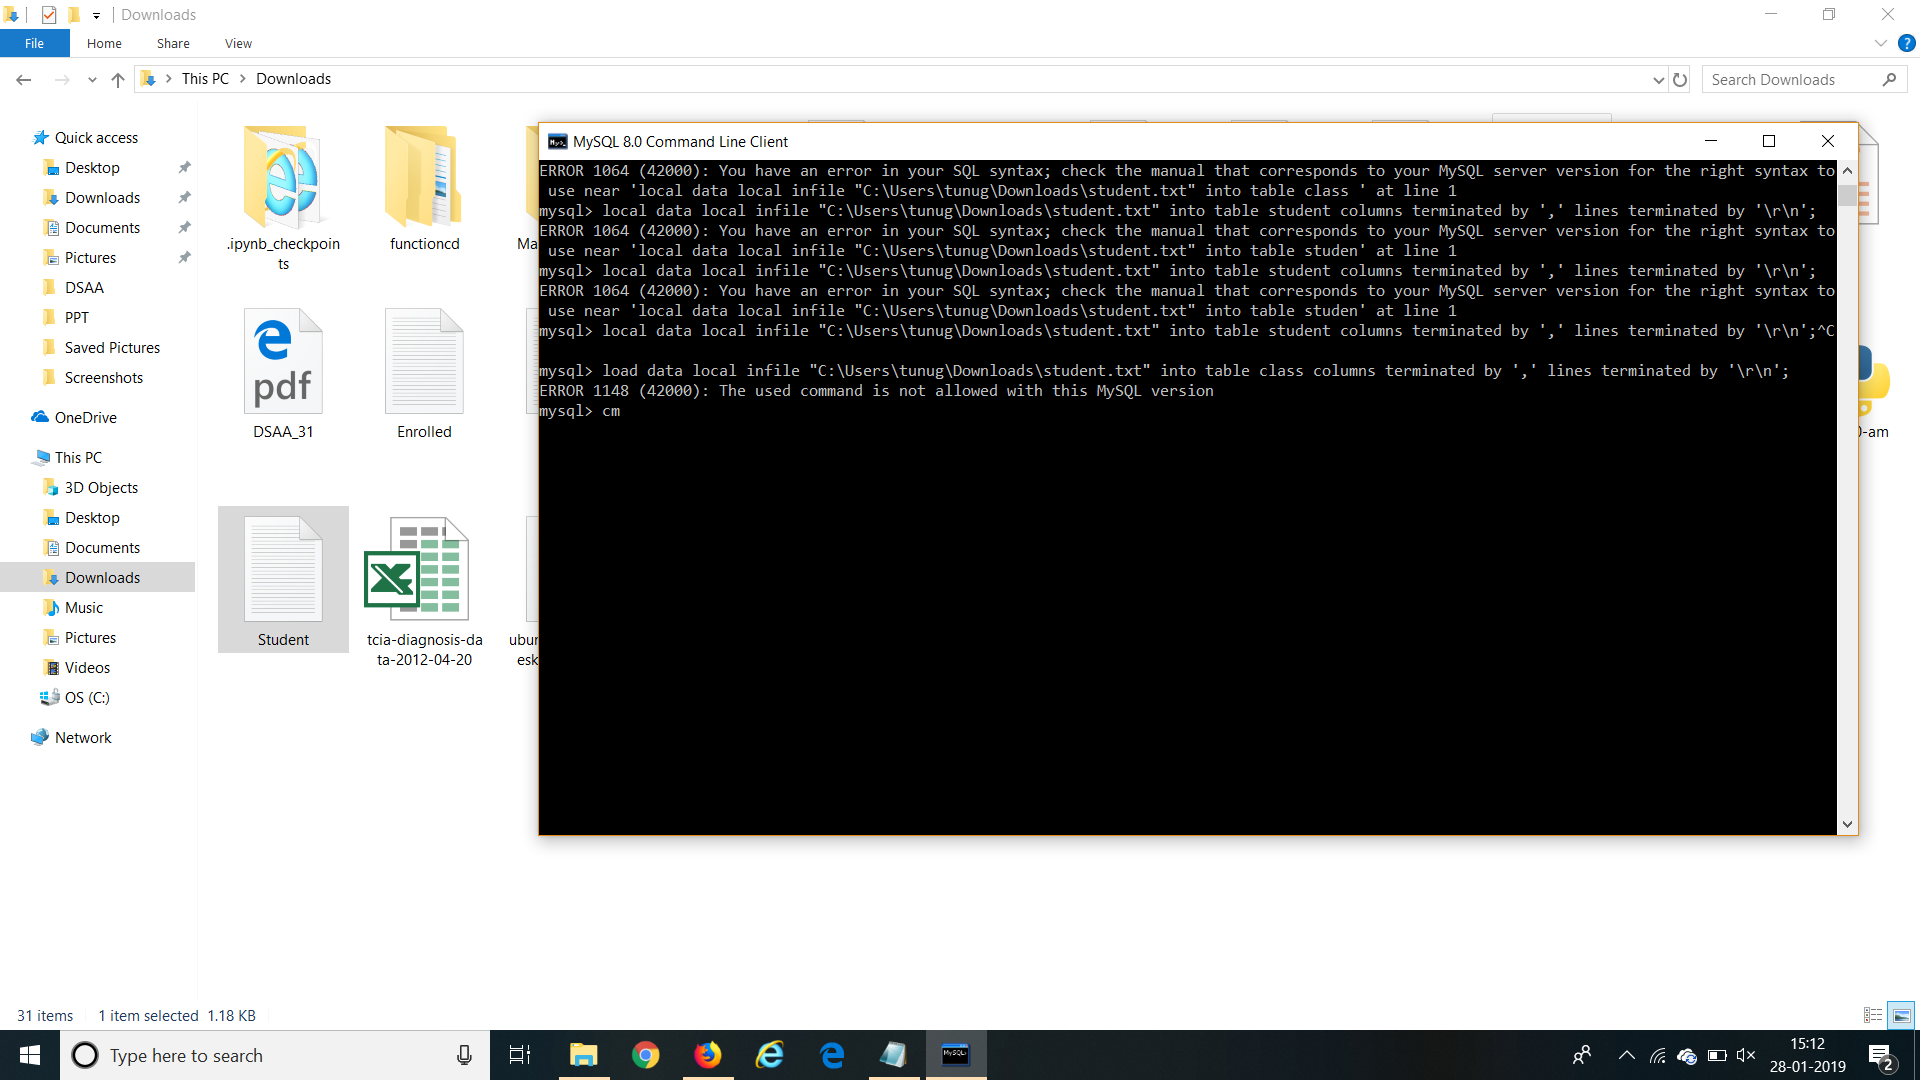 Downloads
File Home Share View
This PC Downloads
Search Downloads
Quick access
Desktop
Downloads
Documents
Pictures
DSAA
PPT
Saved Pictures
Screenshots
OneDrive
This PC
3D Objects
Desktop
Documents
Downloads
Music
Pictures
Videos
OS (C:)
Network
.ipynb_checkpoin
ts
functioncd
Ma
pdf
DSAA_31
Enrolled
Student
tcia-diagnosis-da
ta-2012-04-20
ubun
esk
-am
MySQL 8.0 Command Line Client
ERROR 1064 (42000): You have an error in your SQL syntax; check the manual that corresponds to your MySQL server version for the right syntax to
use near 'local data local infile "C:\Users\tunug\Downloads\student.txt" into table class ' at line 1
mysql> local data local infile "C:\Users\tunug\Downloads\student.txt" into table student columns terminated by ',' lines terminated by '\r\n';
ERROR 1064 (42000): You have an error in your SQL syntax; check the manual that corresponds to your MySQL server version for the right syntax to
use near 'local data local infile "C:\Users\tunug\Downloads\student.txt" into table studen' at line 1
mysql> local data local infile "C:\Users\tunug\Downloads\student.txt" into table student columns terminated by ',' lines terminated by '\r\n';
ERROR 1064 (42000): You have an error in your SQL syntax; check the manual that corresponds to your MySQL server version for the right syntax to
use near 'local data local infile "C:\Users\tunug\Downloads\student.txt" into table studen' at line 1
mysql> local data local infile "C:\Users\tunug\Downloads\student.txt" into table student columns terminated by ',' lines terminated by '\r\n';^C
mysql> load data local infile "C:\Users\tunug\Downloads\student.txt" into table class columns terminated by ',' lines terminated by '\r\n';
ERROR 1148 (42000): The used command is not allowed with this MySQL version
mysql> cm
31 items 1 item selected 1.18 KB
Type here to search
15:12
28-01-2019
2